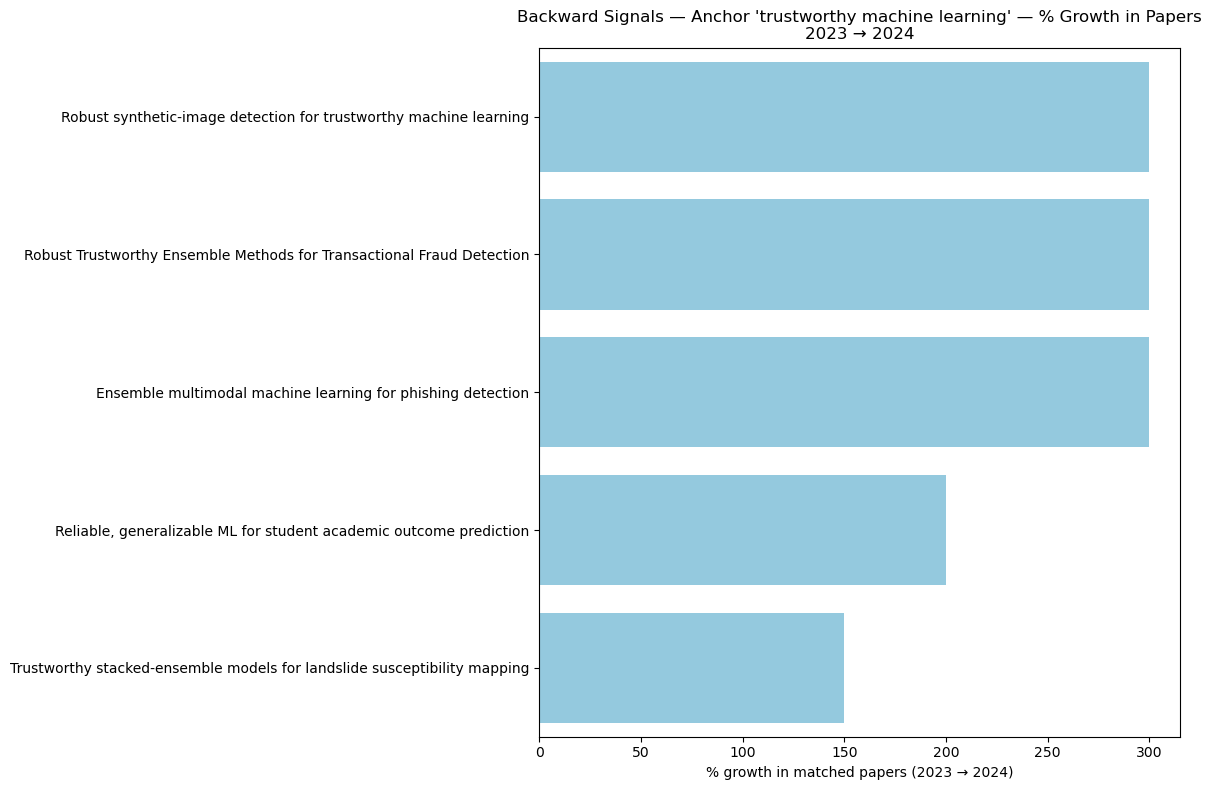 Backward Signals — Anchor 'trustworthy machine learning' — % Growth in Papers
2023 → 2024
Robust synthetic-image detection for trustworthy machine learning
Robust Trustworthy Ensemble Methods for Transactional Fraud Detection
Ensemble multimodal machine learning for phishing detection
Reliable, generalizable ML for student academic outcome prediction
Trustworthy stacked-ensemble models for landslide susceptibility mapping
0 50 100 150 200 250 300
% growth in matched papers (2023 → 2024)